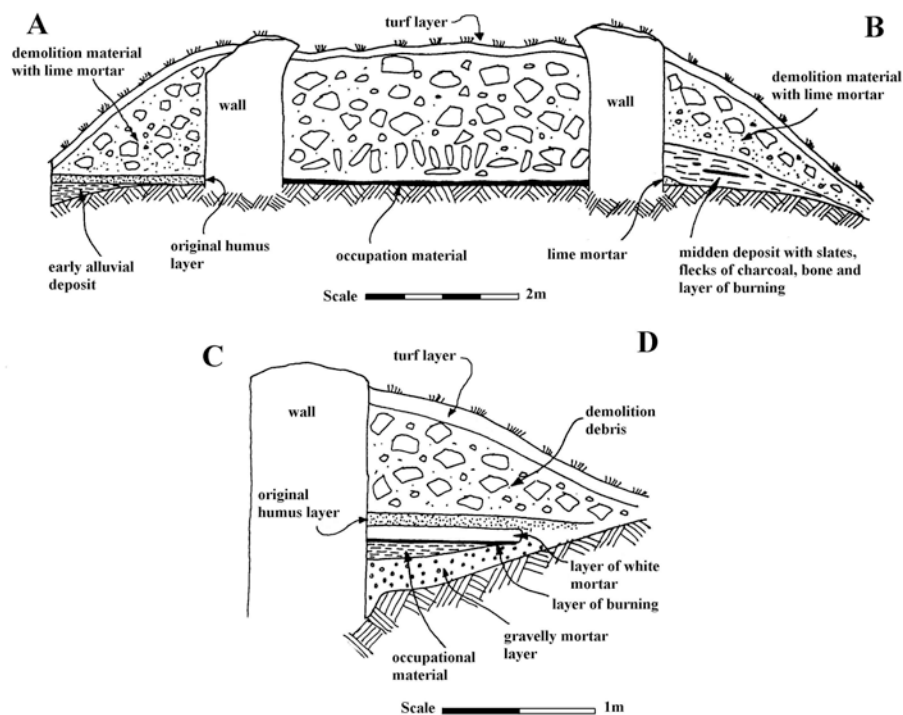 A
turf layer
B
demolition material
with lime mortar
demolition material
with lime mortar
wall
wall
original humus
layer
early alluvial
deposit
occupation material
lime mortar
midden deposit with slates,
flecks of charcoal, bone and
layer of burning
Scale
2m
C
D
turf layer
wall
demolition
debris
original
humus layer
layer of white
mortar
layer of burning
gravelly mortar
layer
occupational
material
Scale
1m